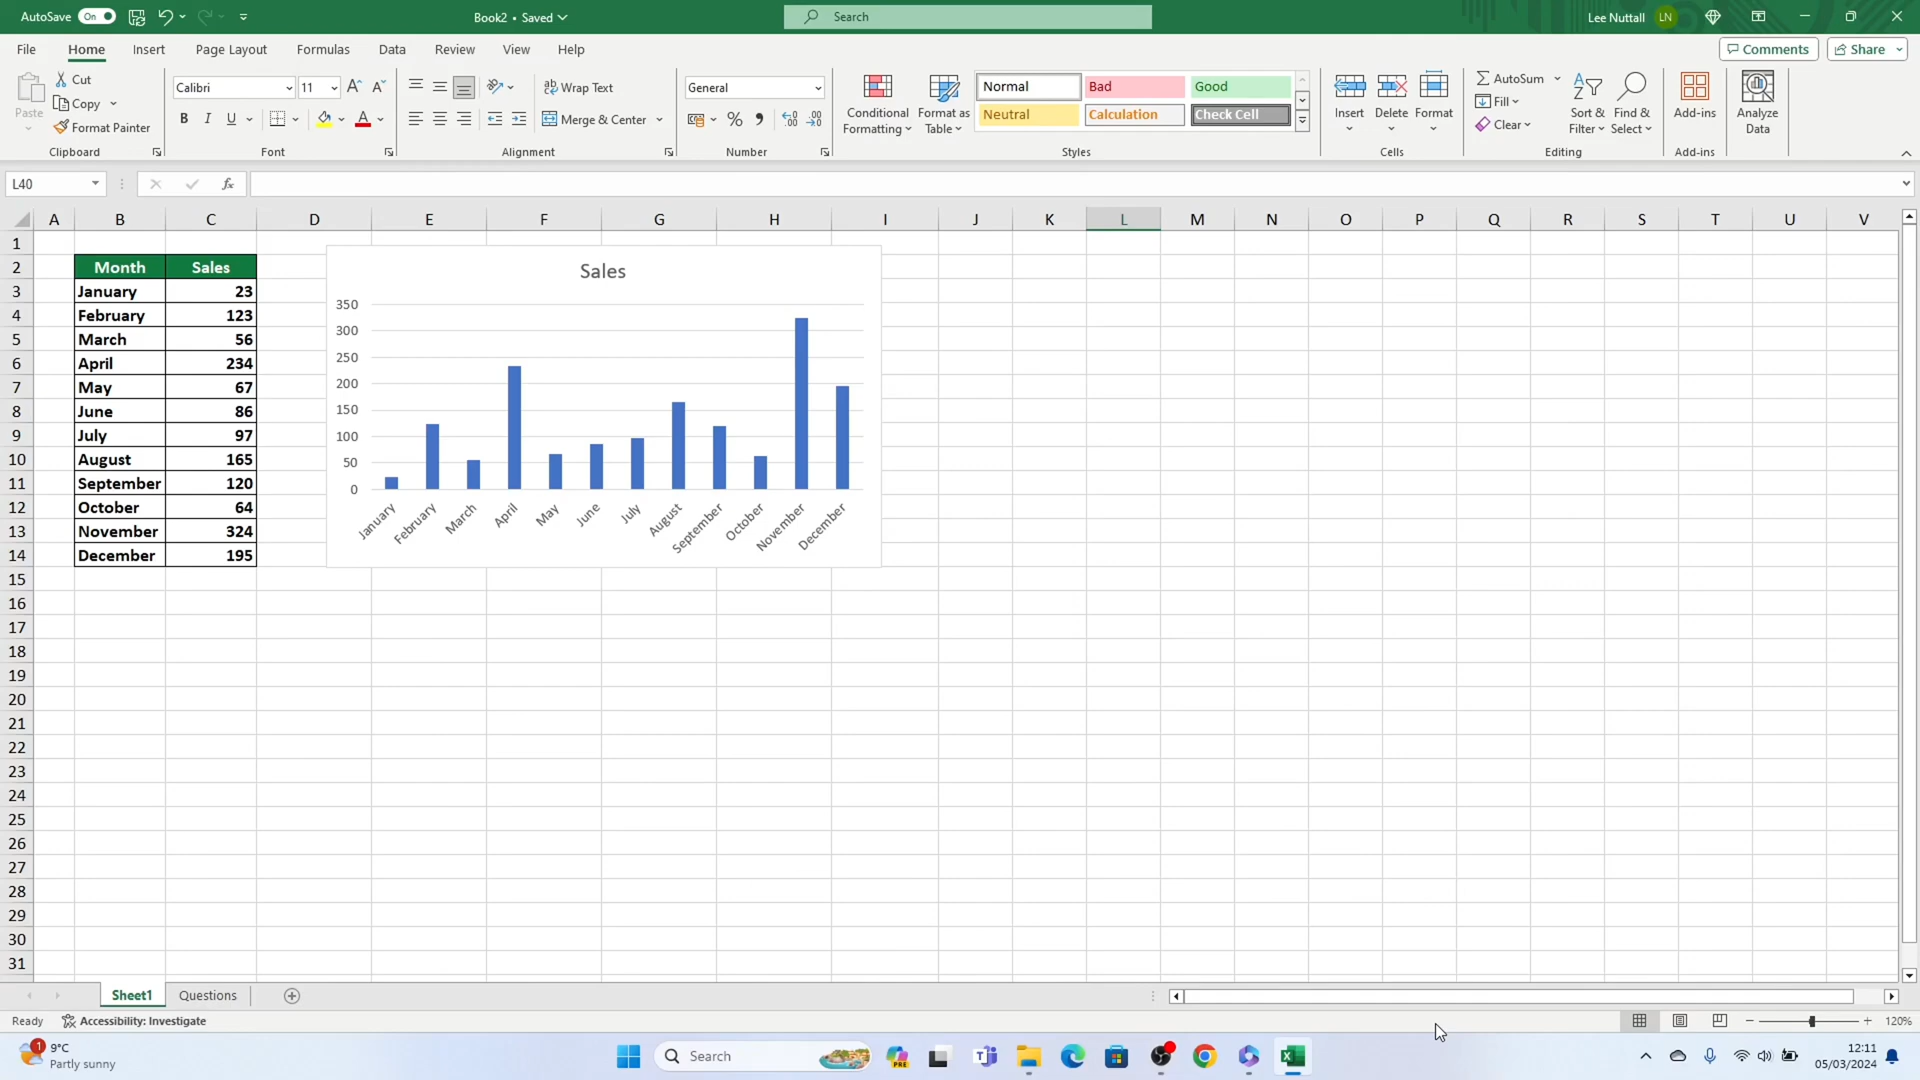 AutoSave On Book2 • Saved Search Lee Nuttall LN
File Home Insert Page Layout Formulas Data Review View Help Comments Share
Paste Cut Copy Format Painter Clipboard
Calibri 11 B I U A Font
Wrap Text Merge & Center Alignment
General % Number
Conditional Formatting Format as Table Normal Bad Good Neutral Calculation Check Cell Styles
Insert Delete Format Cells
AutoSum Fill Clear Sort & Filter Find & Select Editing
Add-ins Add-ins Analyze Data
L40 fx
A B C D E F G H I J K L M N O P Q R S T U V
1
2 Month Sales
3 January 23
4 February 123
5 March 56
6 April 234
7 May 67
8 June 86
9 July 97
10 August 165
11 September 120
12 October 64
13 November 324
14 December 195
15
16
17
18
19
20
21
22
23
24
25
26
27
28
29
30
31
Sales
350
300
250
200
150
100
50
0
January February March April May June July August September October November December
Sheet1 Questions
Ready Accessibility: Investigate 120%
1 9°C Search PRE 12:11
Partly sunny 05/03/2024